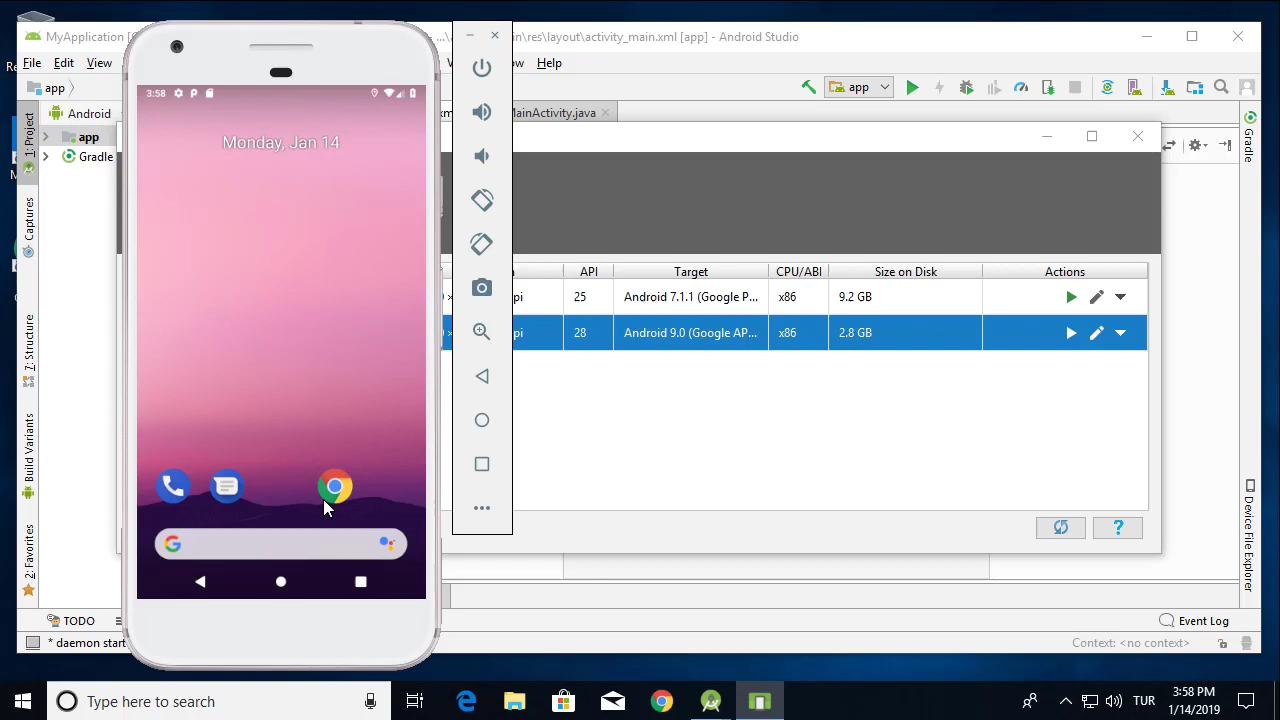 MyApplication [
...\app\src\main\res\layout\activity_main.xml [app] - Android Studio
File Edit View
Help
app
app
1: Project
Android
MainActivity.java
app
Gradle
Captures
7: Structure
Build Variants
2: Favorites
3:58
Monday, Jan 14
API Target CPU/ABI Size on Disk Actions
25 Android 7.1.1 (Google P... x86 9.2 GB
28 Android 9.0 (Google AP... x86 2.8 GB
?
Gradle
Device File Explorer
TODO
Event Log
* daemon start
Context: <no context>
Type here to search
TUR
3:58 PM
1/14/2019